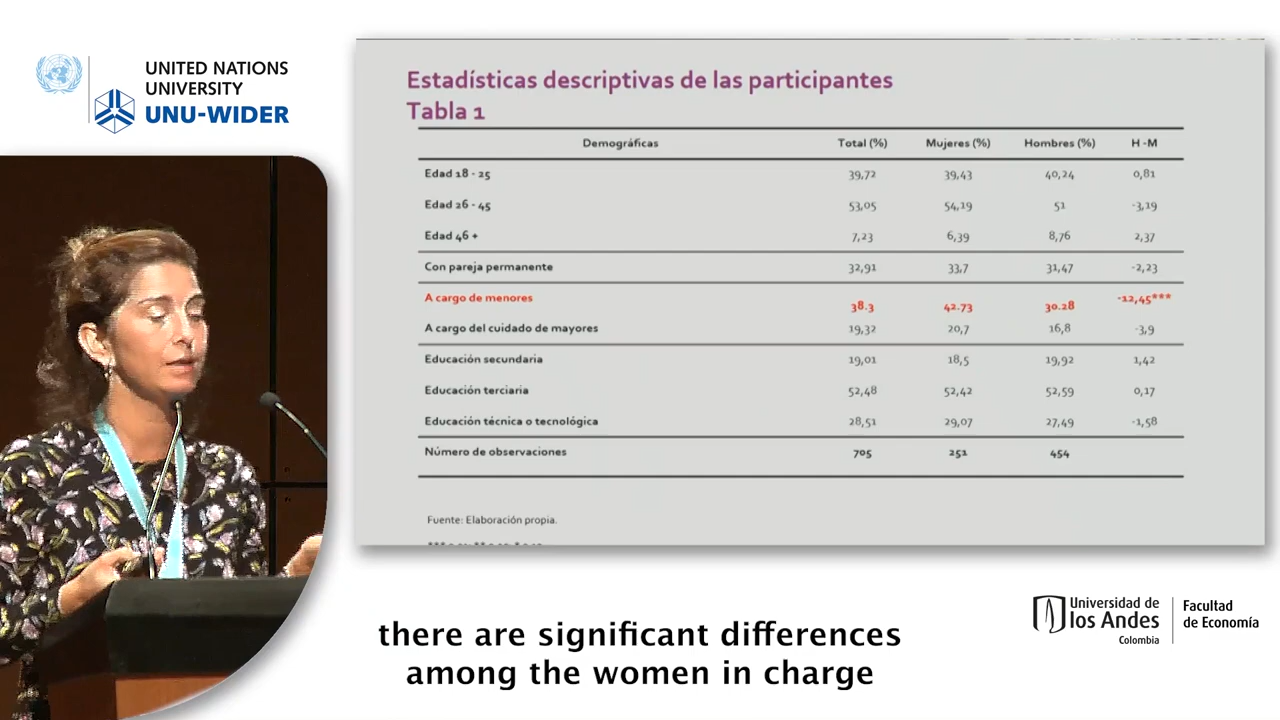 UNITED NATIONS
UNIVERSITY
UNU-WIDER
Estadísticas descriptivas de las participantes
Tabla 1
Demográficas Total (%) Mujeres (%) Hombres (%) H -M
Edad 18 - 25 39,72 39,43 40,24 0,81
Edad 26 - 45 53,05 54,19 51 -3,19
Edad 46 + 7,23 6,39 8,76 2,37
Con pareja permanente 32,91 33,7 31,47 -2,23
A cargo de menores 38.3 42.73 30.28 -12,45***
A cargo del cuidado de mayores 19,32 20,7 16,8 -3,9
Educación secundaria 19,01 18,5 19,92 1,42
Educación terciaria 52,48 52,42 52,59 0,17
Educación técnica o tecnológica 28,51 29,07 27,49 -1,58
Número de observaciones 705 251 454
Fuente: Elaboración propia.
there are significant differences
among the women in charge
Universidad de
los Andes
Colombia
Facultad
de Economía